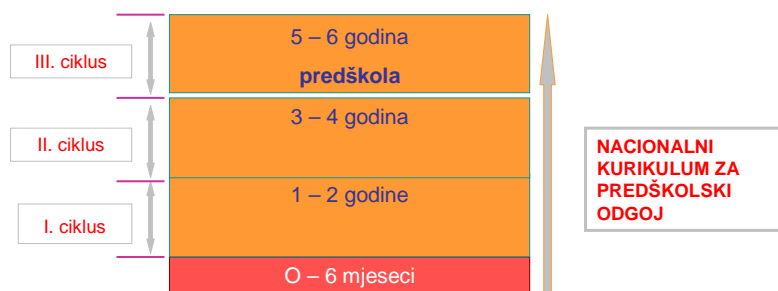 III. ciklus
5 – 6 godina
predškola
II. ciklus
3 – 4 godina
I. ciklus
1 – 2 godine
O – 6 mjeseci
NACIONALNI
KURIKULUM ZA
PREDŠKOLSKI
ODGOJ